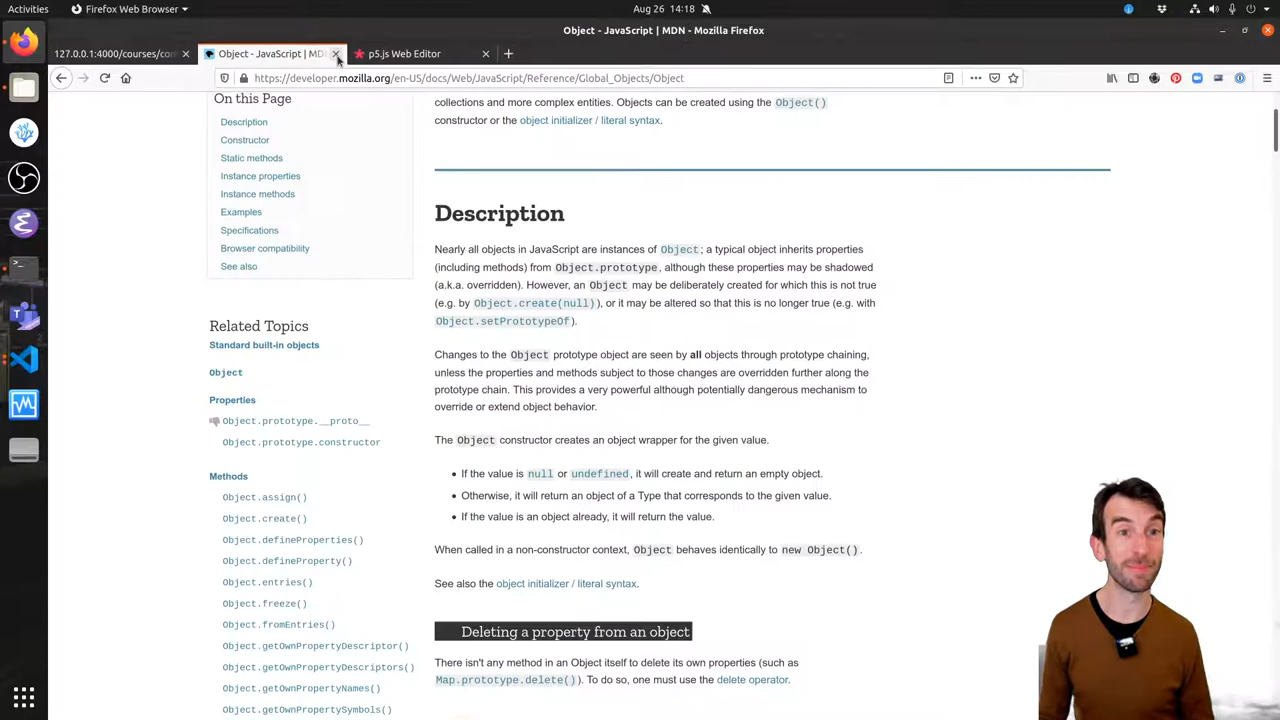 Activities
Firefox Web Browser
Aug 26 14:18
Object - JavaScript | MDN - Mozilla Firefox
127.0.0.1:4000/courses/con
Object - JavaScript | MDN
p5.js Web Editor
https://developer.mozilla.org/en-US/docs/Web/JavaScript/Reference/Global_Objects/Object
On this Page
Description
Constructor
Static methods
Instance properties
Instance methods
Examples
Specifications
Browser compatibility
See also
Related Topics
Standard built-in objects
Object
Properties
Object.prototype.__proto__
Object.prototype.constructor
Methods
Object.assign()
Object.create()
Object.defineProperties()
Object.defineProperty()
Object.entries()
Object.freeze()
Object.fromEntries()
Object.getOwnPropertyDescriptor()
Object.getOwnPropertyDescriptors()
Object.getOwnPropertyNames()
Object.getOwnPropertySymbols()
collections and more complex entities. Objects can be created using the Object()
constructor or the object initializer / literal syntax.
Description
Nearly all objects in JavaScript are instances of Object; a typical object inherits properties
(including methods) from Object.prototype, although these properties may be shadowed
(a.k.a. overridden). However, an Object may be deliberately created for which this is not true
(e.g. by Object.create(null)), or it may be altered so that this is no longer true (e.g. with
Object.setPrototypeOf).
Changes to the Object prototype object are seen by all objects through prototype chaining,
unless the properties and methods subject to those changes are overridden further along the
prototype chain. This provides a very powerful although potentially dangerous mechanism to
override or extend object behavior.
The Object constructor creates an object wrapper for the given value.
• If the value is null or undefined, it will create and return an empty object.
• Otherwise, it will return an object of a Type that corresponds to the given value.
• If the value is an object already, it will return the value.
When called in a non-constructor context, Object behaves identically to new Object().
See also the object initializer / literal syntax.
Deleting a property from an object
There isn't any method in an Object itself to delete its own properties (such as
Map.prototype.delete()). To do so, one must use the delete operator.